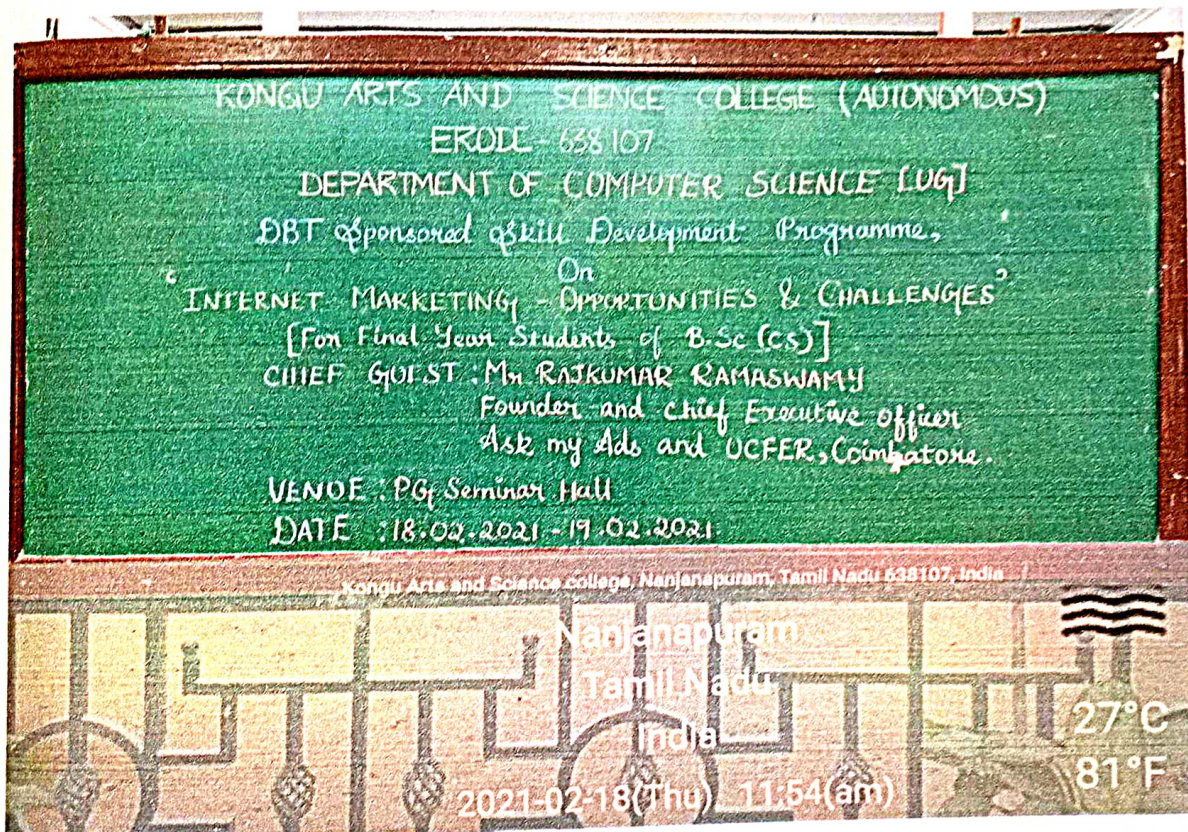 KONGU ARTS AND SCIENCE COLLEGE (AUTONOMOUS)
ERODE - 638 107
DEPARTMENT OF COMPUTER SCIENCE [UG]
DBT Sponsored Skill Development Programme,
On
"INTERNET MARKETING - OPPORTUNITIES & CHALLENGES"
[For Final Year Students of B.Sc (CS)]
CHIEF GUEST : Mr RAJKUMAR RAMASWAMY
Founder and Chief Executive Officer
Ask my Ads and UCFER, Coimbatore.
VENUE : PG Seminar Hall
DATE : 18.02.2021 - 19.02.2021.
Kongu Arts and Science college, Nanjanapuram, Tamil Nadu 638107, India
Nanjanapuram
Tamil Nadu
India
27°C
81°F
2021-02-18(Thu) 11:54(am)